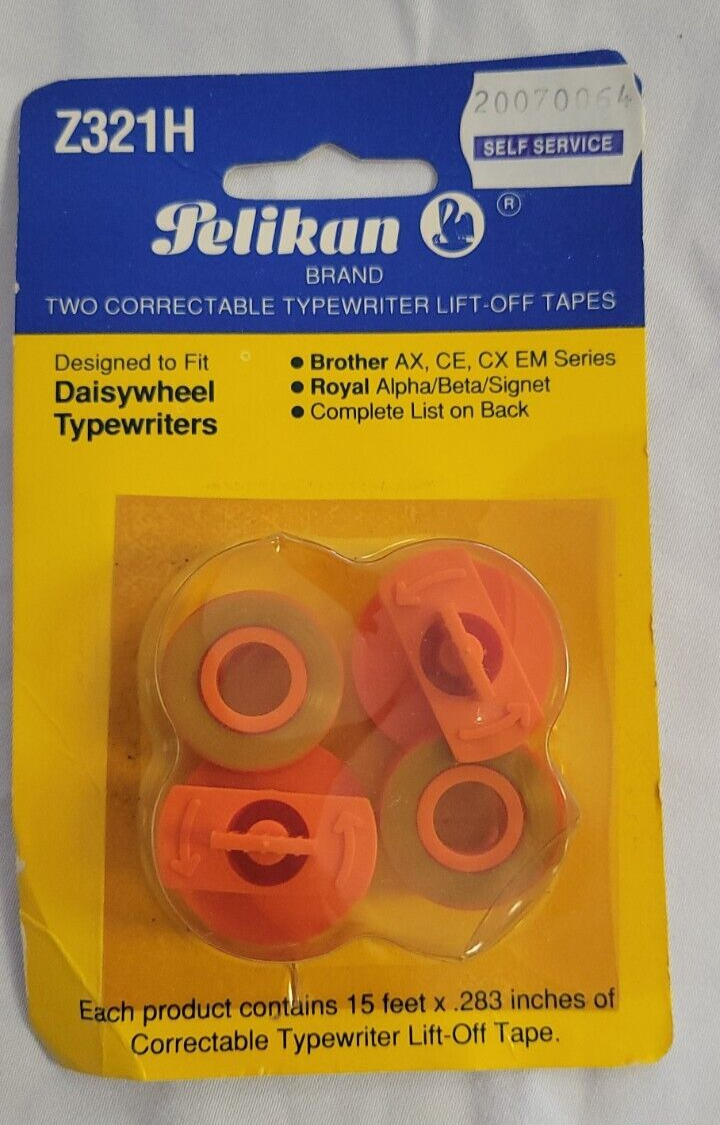 Z321H
20070064
SELF SERVICE
Pelikan ®
BRAND
TWO CORRECTABLE TYPEWRITER LIFT-OFF TAPES
Designed to Fit
Daisywheel
Typewriters
● Brother AX, CE, CX EM Series
● Royal Alpha/Beta/Signet
● Complete List on Back
Each product contains 15 feet x .283 inches of
Correctable Typewriter Lift-Off Tape.